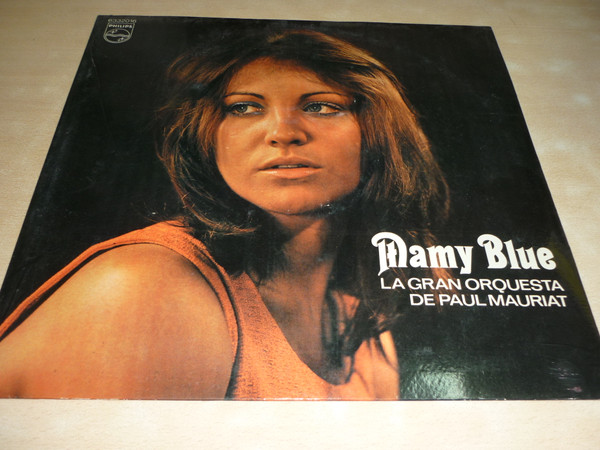 PHILIPS
Mamy Blue
LA GRAN ORQUESTA
DE PAUL MAURIAT